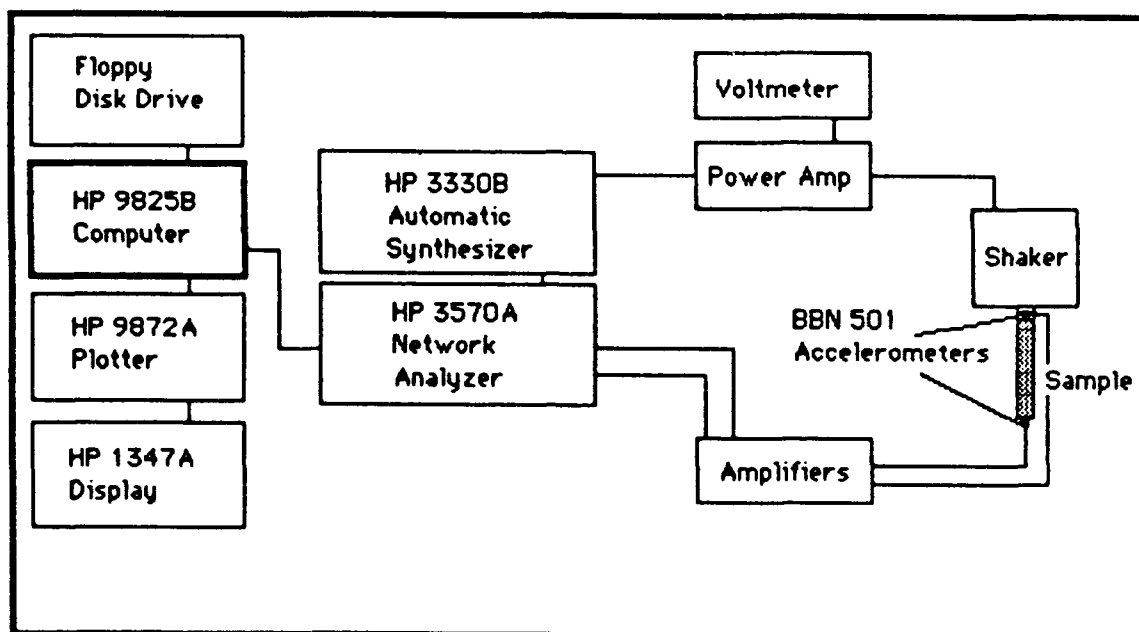 Floppy
Disk Drive
HP 9825B
Computer
HP 9872A
Plotter
HP 1347A
Display
HP 3330B
Automatic
Synthesizer
HP 3570A
Network
Analyzer
Voltmeter
Power Amp
Shaker
BBN 501
Accelerometers
Sample
Amplifiers